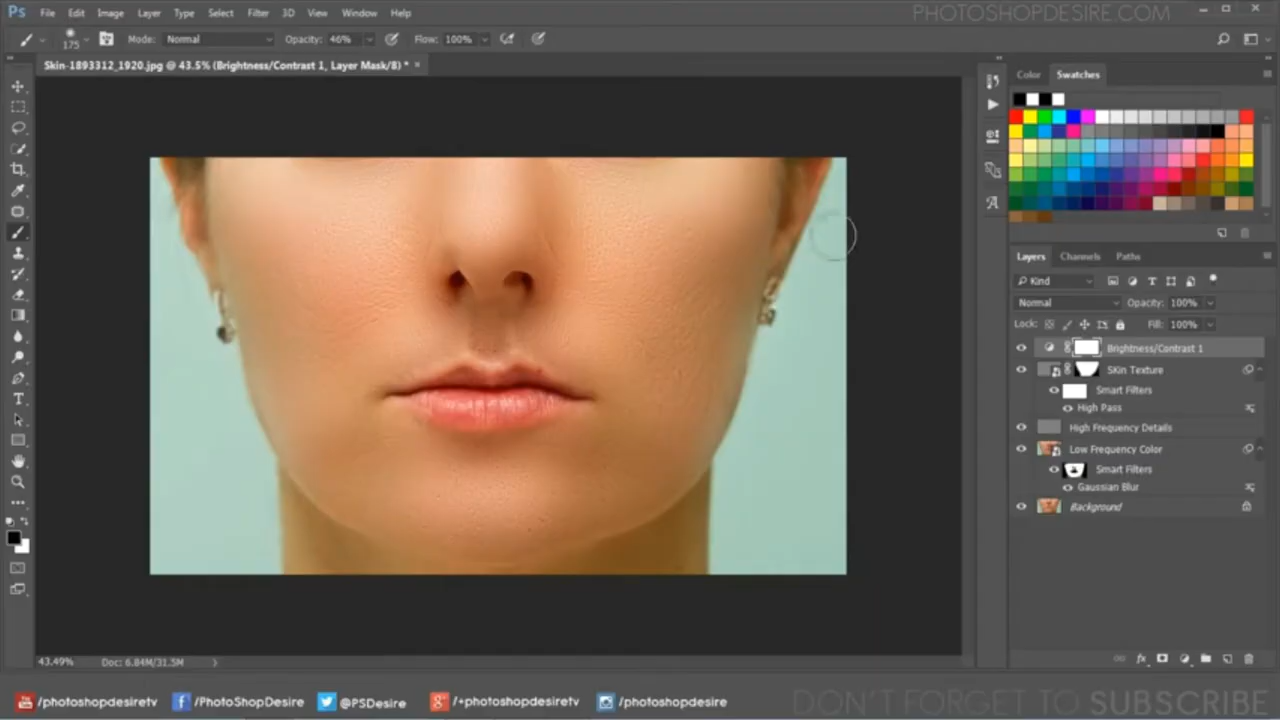 PHOTOSHOPDESIRE.COM
Ps File Edit Image Layer Type Select Filter 3D View Window Help
175 Mode: Normal Opacity: 46% Flow: 100%
Skin-1893312_1920.jpg @ 43.5% (Brightness/Contrast 1, Layer Mask/8) * ×
Color Swatches
Layers Channels Paths
Kind
Normal Opacity: 100%
Lock: Fill: 100%
Brightness/Contrast 1
SKin Texture
Smart Filters
High Pass
High Frequency Details
Low Frequency Color
Smart Filters
Gaussian Blur
Background
43.49% Doc: 6.84M/31.5M
You Tube /photoshopdesiretv f /PhotoShopDesire @PSDesire g+ /+photoshopdesiretv /photoshopdesire DON'T FORGET TO SUBSCRIBE